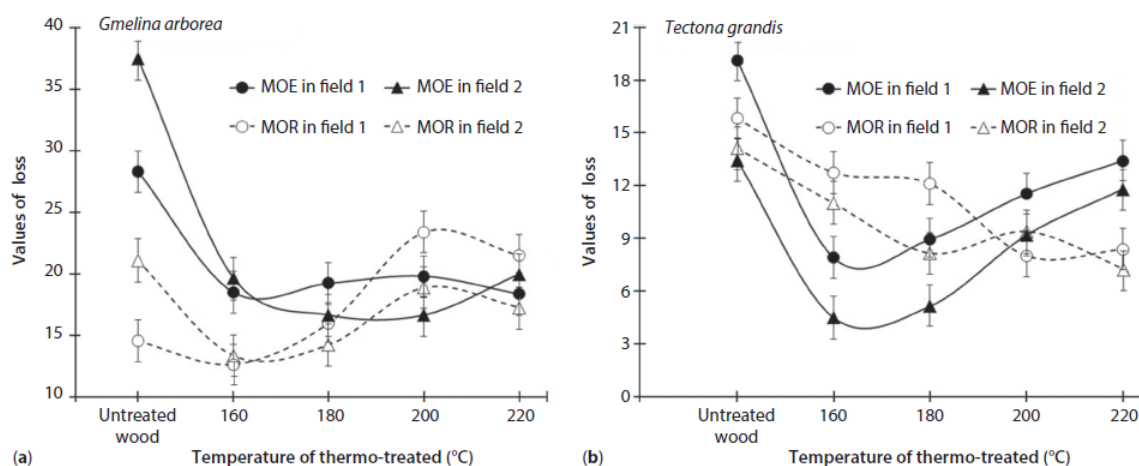 Gmelina arborea
40
35
30
25
20
15
10
Values of loss
MOE in field 1
MOE in field 2
MOR in field 1
MOR in field 2
Untreated
wood
160
180
200
220
(a)
Temperature of thermo-treated (°C)
Tectona grandis
21
18
15
12
9
6
3
0
Values of loss
MOE in field 1
MOE in field 2
MOR in field 1
MOR in field 2
Untreated
wood
160
180
200
220
(b)
Temperature of thermo-treated (°C)